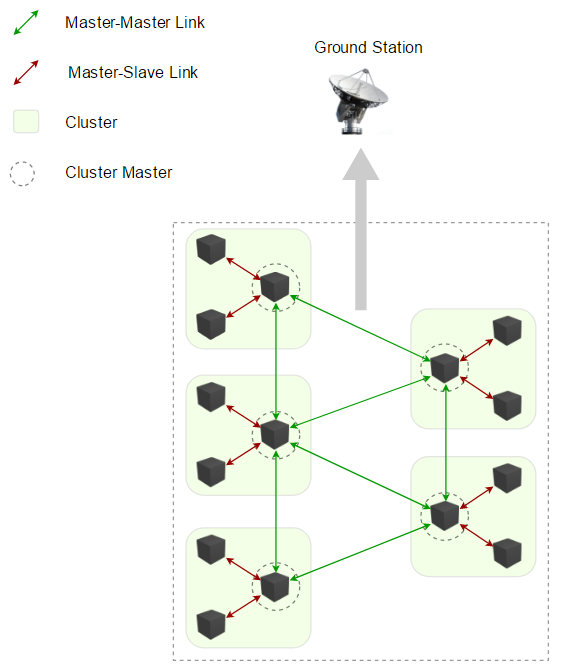 Master-Master Link
Ground Station
Master-Slave Link
Cluster
Cluster Master